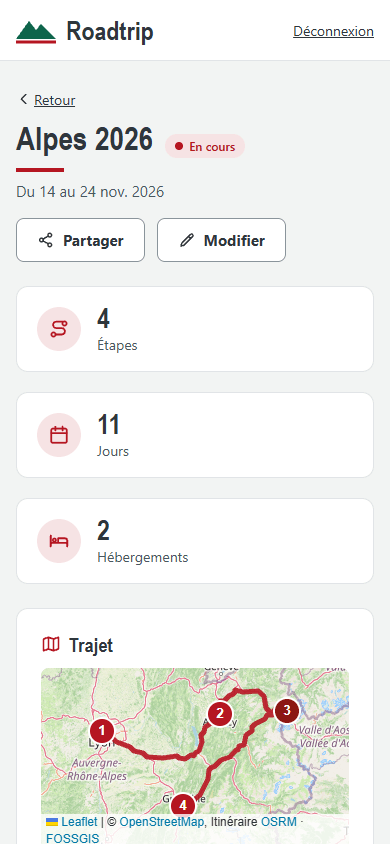 Roadtrip
Déconnexion
Retour
Alpes 2026
En cours
Du 14 au 24 nov. 2026
Partager
Modifier
4
Étapes
11
Jours
2
Hébergements
Trajet
1
2
3
4
Auvergne-
Rhône-Alpes
Valle d'Aos
Vallée d'Ao
Leaflet | © OpenStreetMap, Itinéraire OSRM ·
FOSSGIS